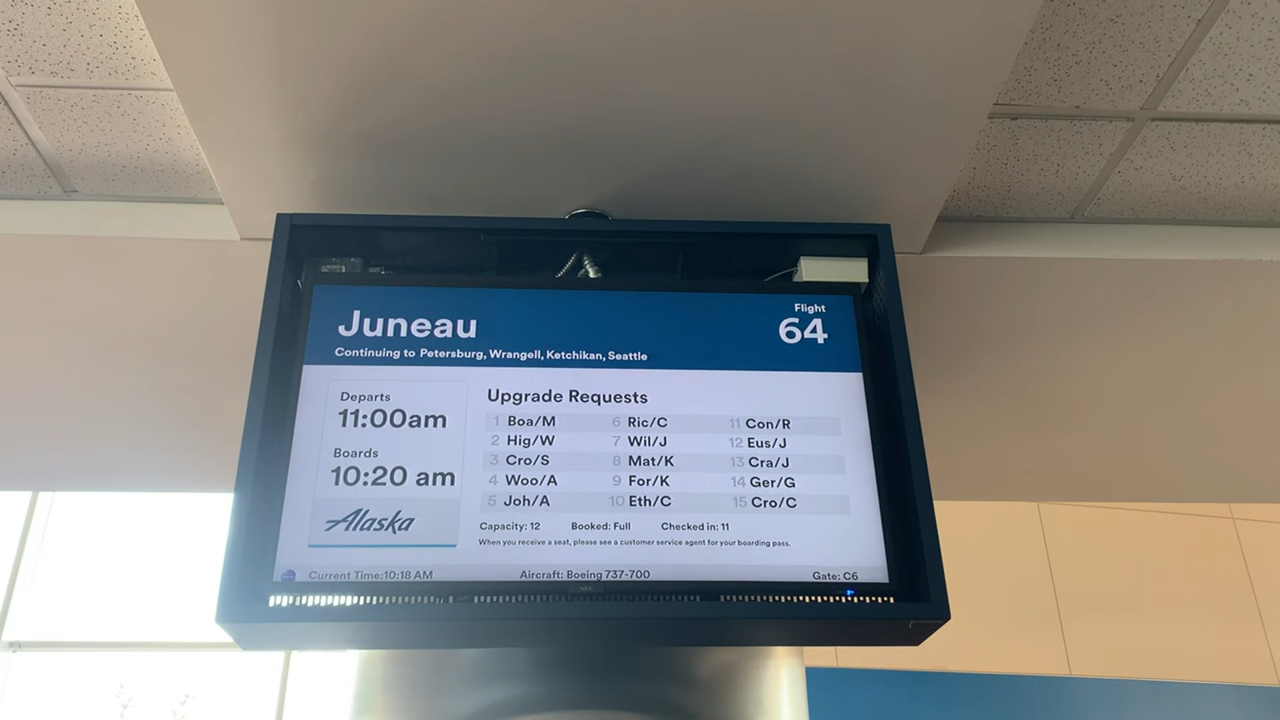 Juneau
Flight
64
Continuing to Petersburg, Wrangell, Ketchikan, Seattle
Departs
11:00am
Boards
10:20 am
Alaska
Upgrade Requests
1 Boa/M 6 Ric/C 11 Con/R
2 Hig/W 7 Wil/J 12 Eus/J
3 Cro/S 8 Mat/K 13 Cra/J
4 Woo/A 9 For/K 14 Ger/G
5 Joh/A 10 Eth/C 15 Cro/C
Capacity: 12 Booked: Full Checked in: 11
When you receive a seat, please see a customer service agent for your boarding pass.
Current Time:10:18 AM Aircraft: Boeing 737-700 Gate: C6
NEC